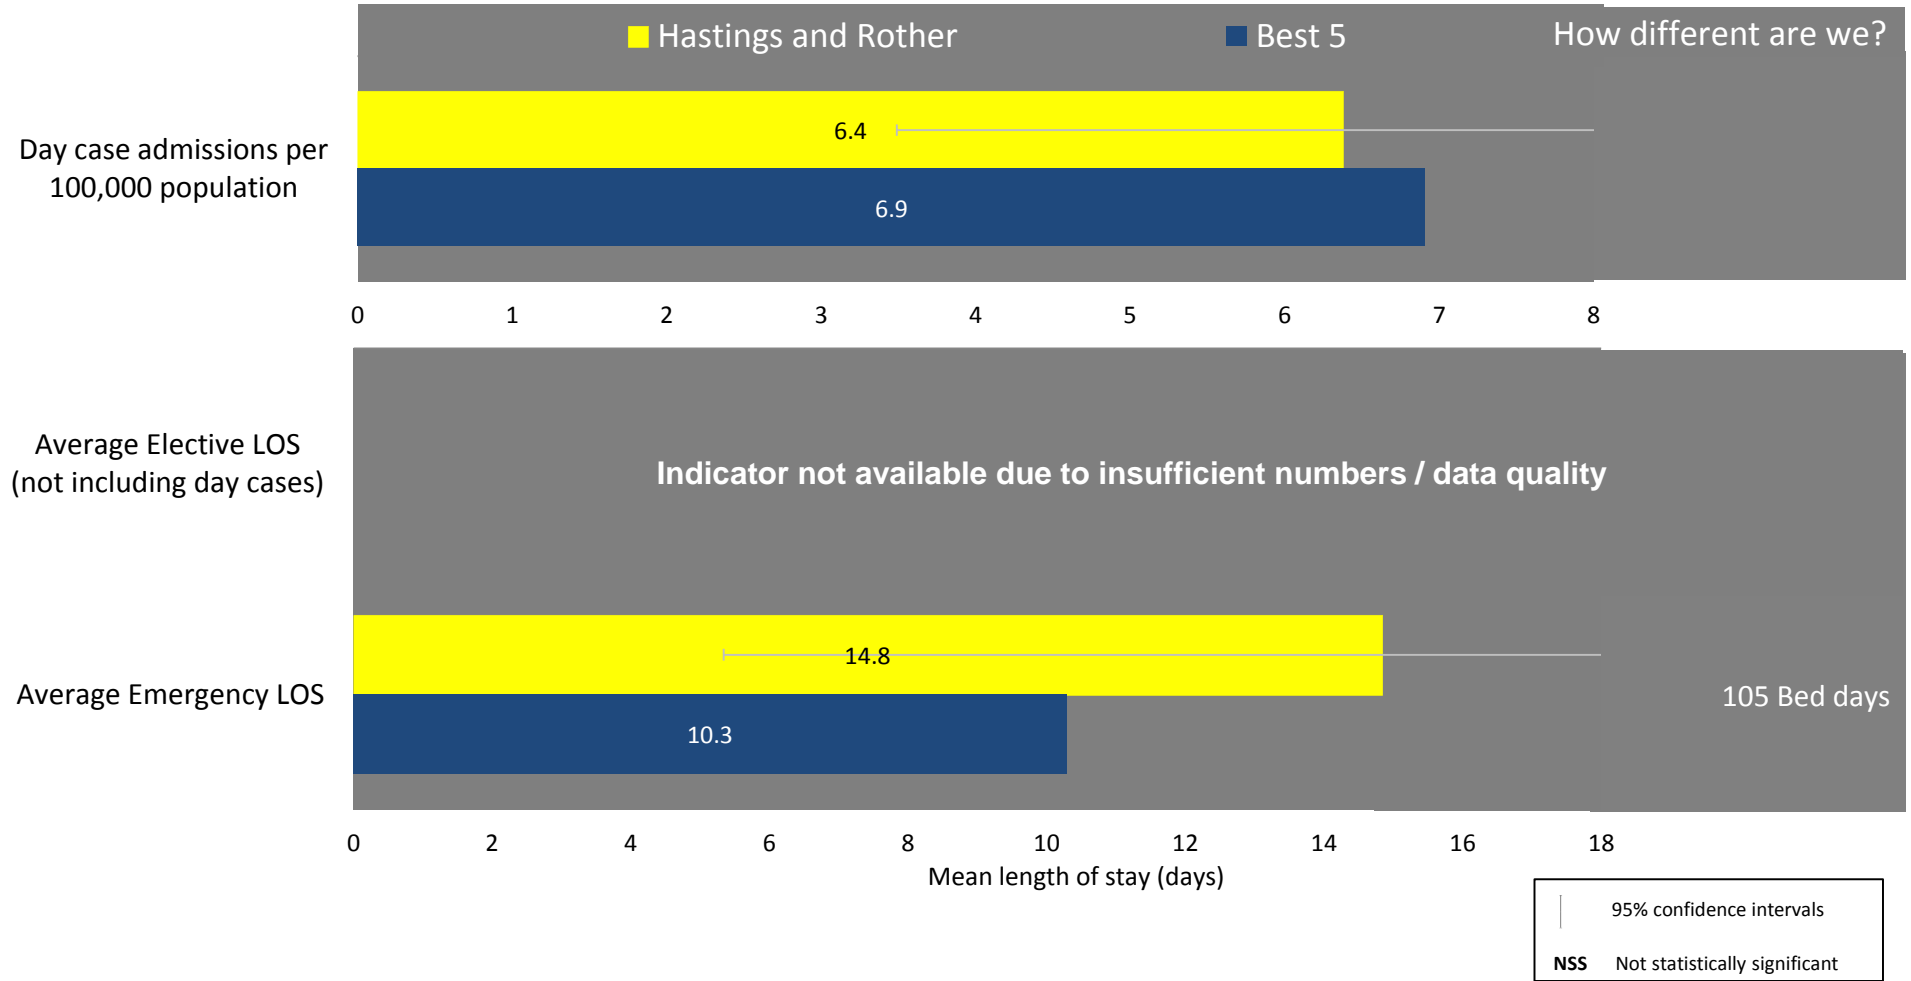 Hastings and Rother
Best 5
How different are we?
Day case admissions per
100,000 population
6.4
6.9
0 1 2 3 4 5 6 7 8
Average Elective LOS
(not including day cases)
Indicator not available due to insufficient numbers / data quality
Average Emergency LOS
14.8
10.3
105 Bed days
0 2 4 6 8 10 12 14 16 18
Mean length of stay (days)
95% confidence intervals
NSS Not statistically significant